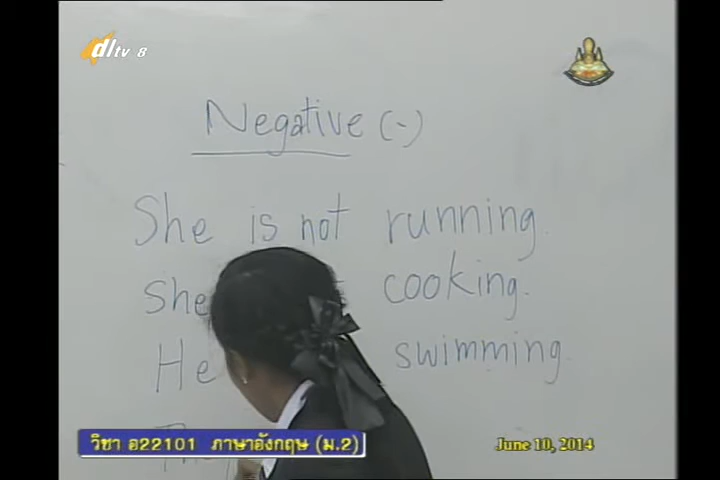 dltv 8
Negative (-)
She is not running.
She cooking.
He swimming.
The
วิชา อ22101 ภาษาอังกฤษ (ม.2)
June 10, 2014